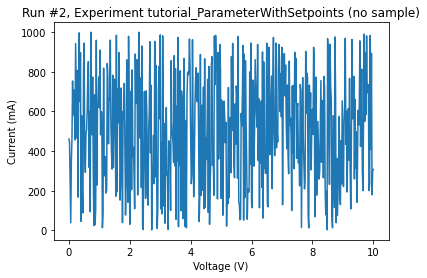 Run #2, Experiment tutorial_ParameterWithSetpoints (no sample)
1000
800
600
400
200
0
Current (mA)
0 2 4 6 8 10
Voltage (V)